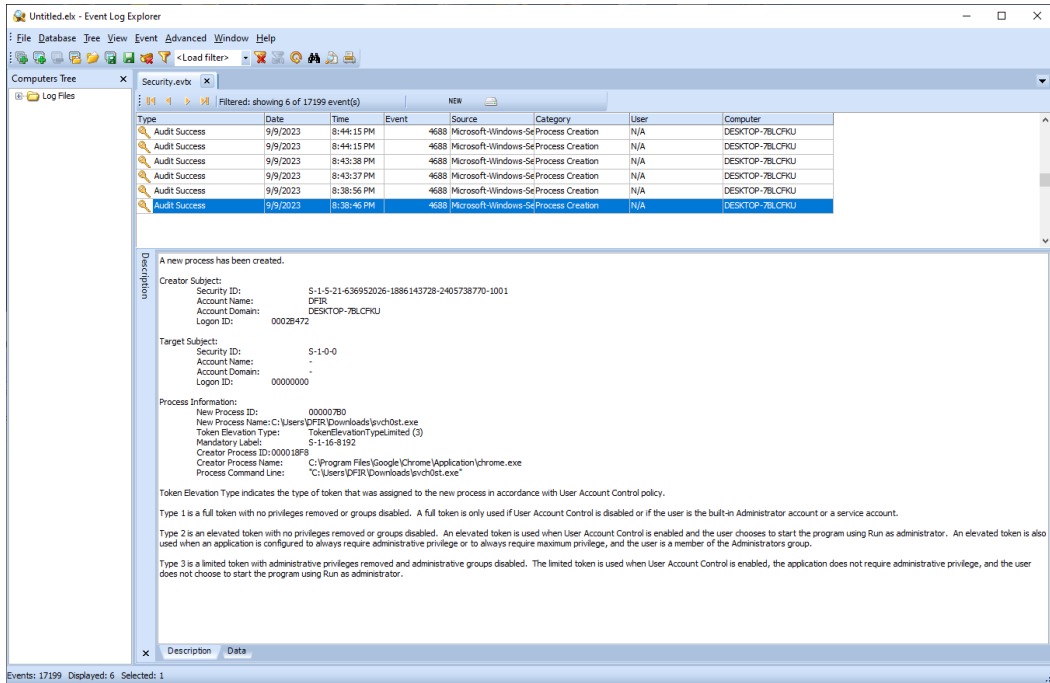 Untitled.elx - Event Log Explorer
File Database Tree View Event Advanced Window Help
<Load filter>
Computers Tree X
Log Files
Security.evtx X
Filtered: showing 6 of 17199 event(s) NEW
Type Date Time Event Source Category User Computer
Audit Success 9/9/2023 8:44:15 PM 4688 Microsoft-Windows-Se Process Creation N/A DESKTOP-7BLCFKU
Audit Success 9/9/2023 8:44:15 PM 4688 Microsoft-Windows-Se Process Creation N/A DESKTOP-7BLCFKU
Audit Success 9/9/2023 8:43:38 PM 4688 Microsoft-Windows-Se Process Creation N/A DESKTOP-7BLCFKU
Audit Success 9/9/2023 8:43:37 PM 4688 Microsoft-Windows-Se Process Creation N/A DESKTOP-7BLCFKU
Audit Success 9/9/2023 8:38:56 PM 4688 Microsoft-Windows-Se Process Creation N/A DESKTOP-7BLCFKU
Audit Success 9/9/2023 8:38:46 PM 4688 Microsoft-Windows-Se Process Creation N/A DESKTOP-7BLCFKU
Description
A new process has been created.
Creator Subject:
Security ID: S-1-5-21-636952026-1886143728-2405738770-1001
Account Name: DFIR
Account Domain: DESKTOP-7BLCFKU
Logon ID: 0002B472
Target Subject:
Security ID: S-1-0-0
Account Name: -
Account Domain: -
Logon ID: 00000000
Process Information:
New Process ID: 000007B0
New Process Name: C:\Users\DFIR\Downloads\svch0st.exe
Token Elevation Type: TokenElevationTypeLimited (3)
Mandatory Label: S-1-16-8192
Creator Process ID: 000018F8
Creator Process Name: C:\Program Files\Google\Chrome\Application\chrome.exe
Process Command Line: "C:\Users\DFIR\Downloads\svch0st.exe"
Token Elevation Type indicates the type of token that was assigned to the new process in accordance with User Account Control policy.
Type 1 is a full token with no privileges removed or groups disabled. A full token is only used if User Account Control is disabled or if the user is the built-in Administrator account or a service account.
Type 2 is an elevated token with no privileges removed or groups disabled. An elevated token is used when User Account Control is enabled and the user chooses to start the program using Run as administrator. An elevated token is also
used when an application is configured to always require administrative privilege or to always require maximum privilege, and the user is a member of the Administrators group.
Type 3 is a limited token with administrative privileges removed and administrative groups disabled. The limited token is used when User Account Control is enabled, the application does not require administrative privilege, and the user
does not choose to start the program using Run as administrator.
X Description Data
Events: 17199 Displayed: 6 Selected: 1